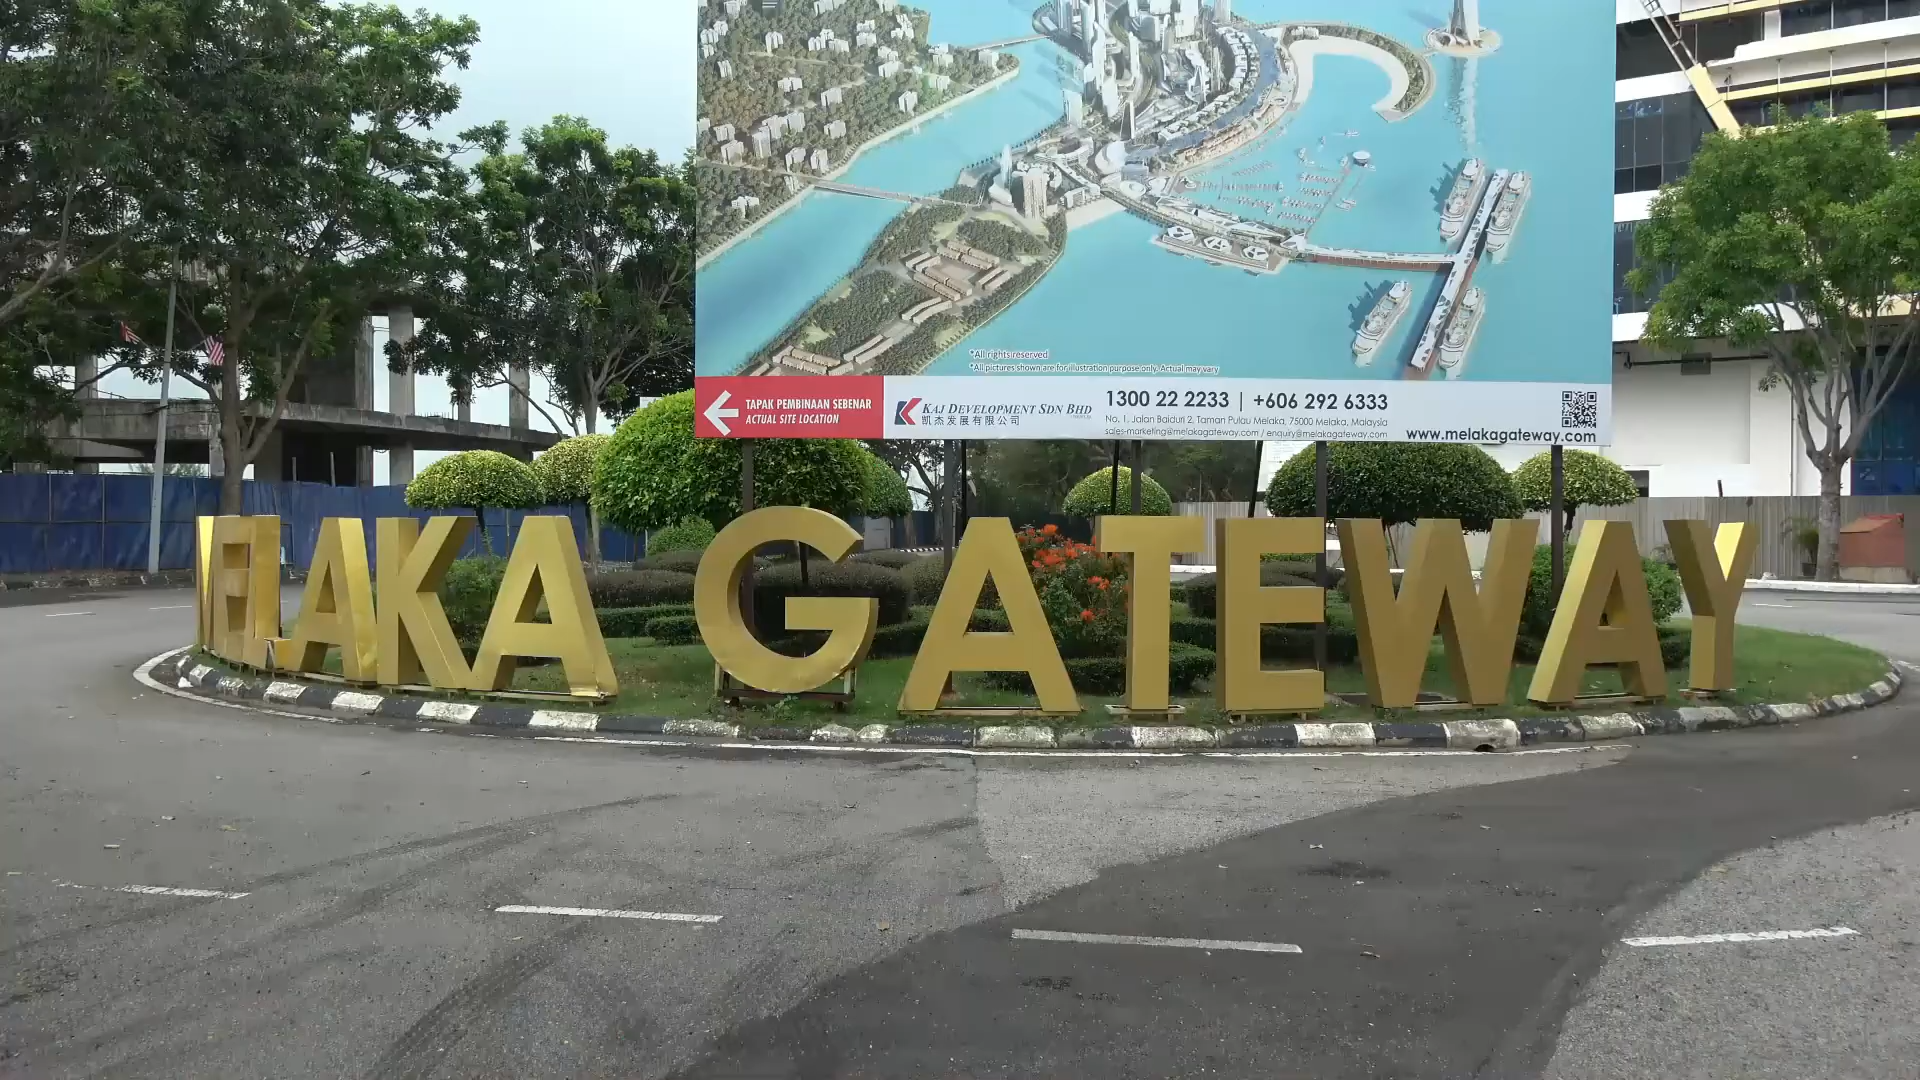 *All rights reserved
*All pictures shown are for illustration purpose only. Actual may vary
TAPAK PEMBINAAN SEBENAR
ACTUAL SITE LOCATION
KAJ DEVELOPMENT SDN BHD
凯杰发展有限公司
1300 22 2233 | +606 292 6333
No. 1, Jalan Baiduri 2, Taman Pulau Melaka, 75000 Melaka, Malaysia
sales-marketing@melakagateway.com / enquiry@melakagateway.com
www.melakagateway.com
MELAKA GATEWAY